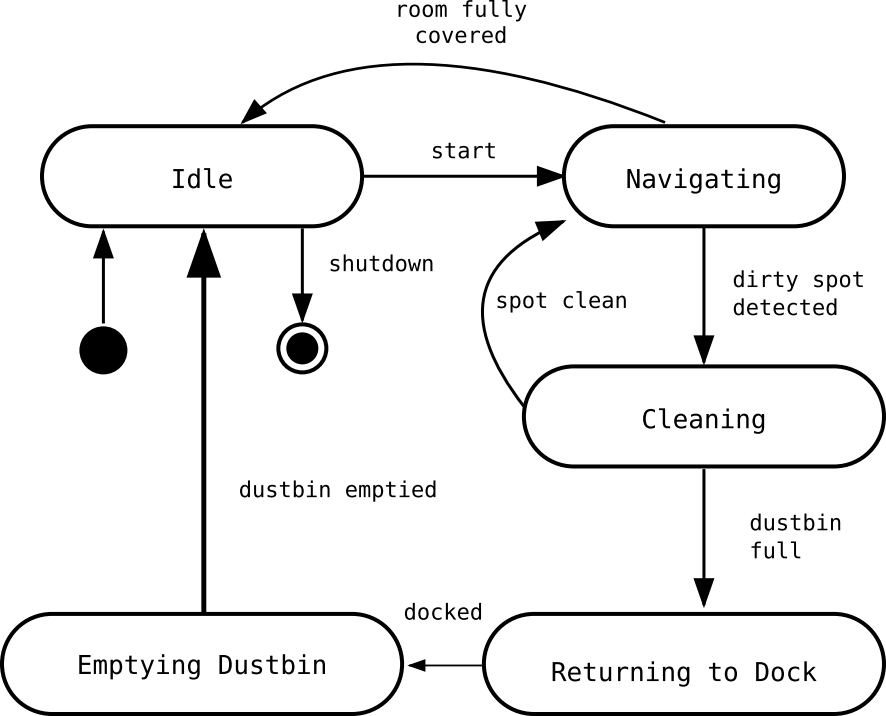 room fully
covered
start
Idle
Navigating
shutdown
dirty spot
detected
spot clean
Cleaning
dustbin emptied
dustbin
full
docked
Emptying Dustbin
Returning to Dock